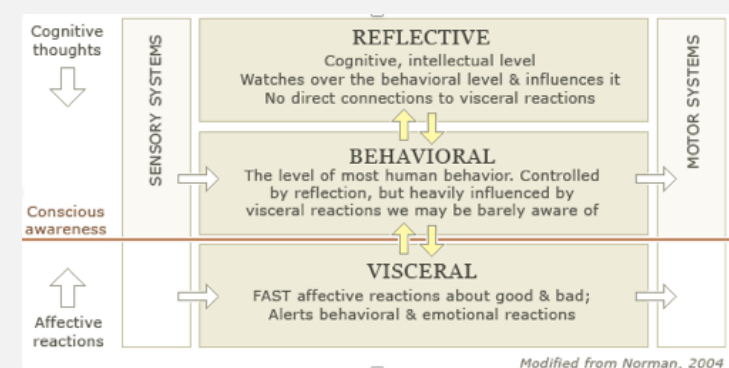 Cognitive
thoughts
SENSORY SYSTEMS
REFLECTIVE
Cognitive, intellectual level
Watches over the behavioral level & influences it
No direct connections to visceral reactions
MOTOR SYSTEMS
BEHAVIORAL
The level of most human behavior. Controlled
by reflection, but heavily influenced by
visceral reactions we may be barely aware of
Conscious
awareness
VISCERAL
FAST affective reactions about good & bad;
Alerts behavioral & emotional reactions
Affective
reactions
Modified from Norman, 2004